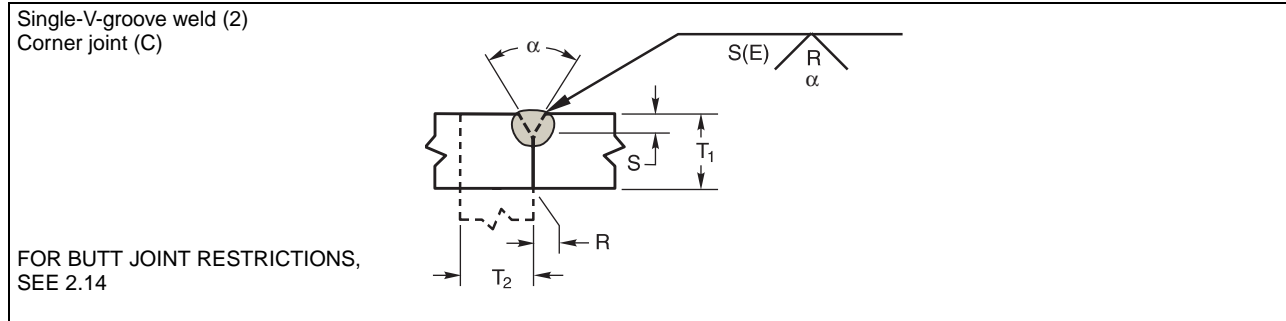 Single-V-groove weld (2)
Corner joint (C)
α
S(E)
R
α
S
T1
R
T2
FOR BUTT JOINT RESTRICTIONS,
SEE 2.14